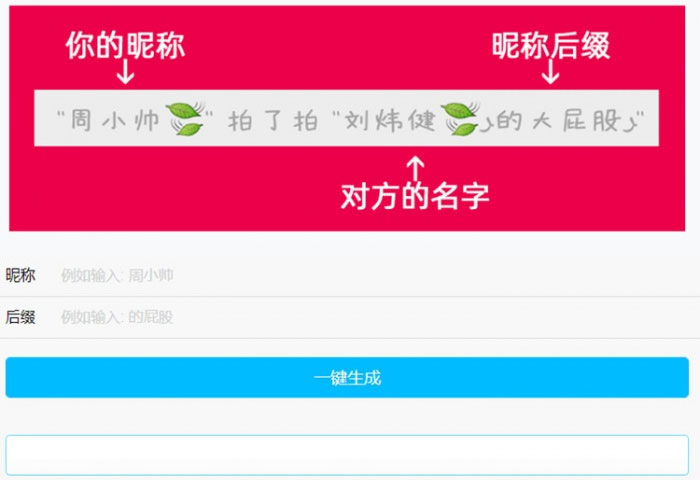 你的昵称 昵称后缀
"周小帅🍃" 拍了拍 "刘炜健🍃ر的大屁股ر"
对方的名字
昵称 例如输入: 周小帅
后缀 例如输入: 的屁股
一键生成